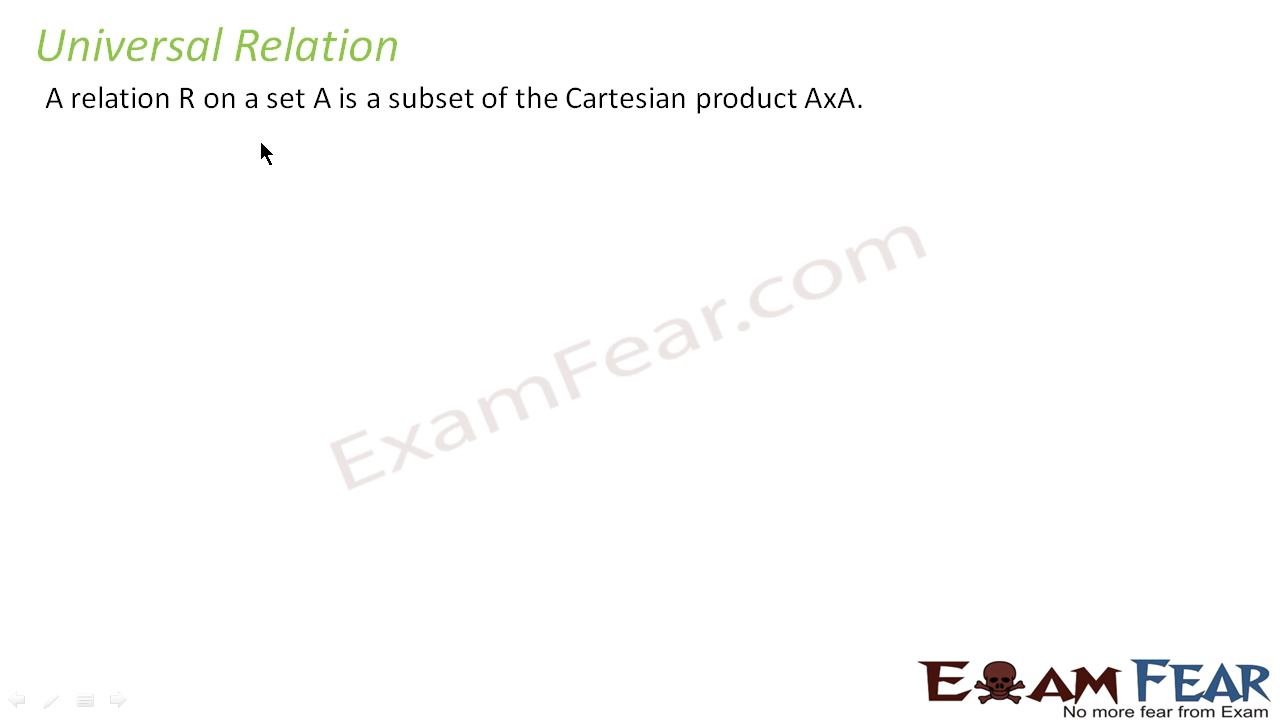 Universal Relation
A relation R on a set A is a subset of the Cartesian product AxA.
ExamFear.com
EXAM FEAR
No more fear from Exam